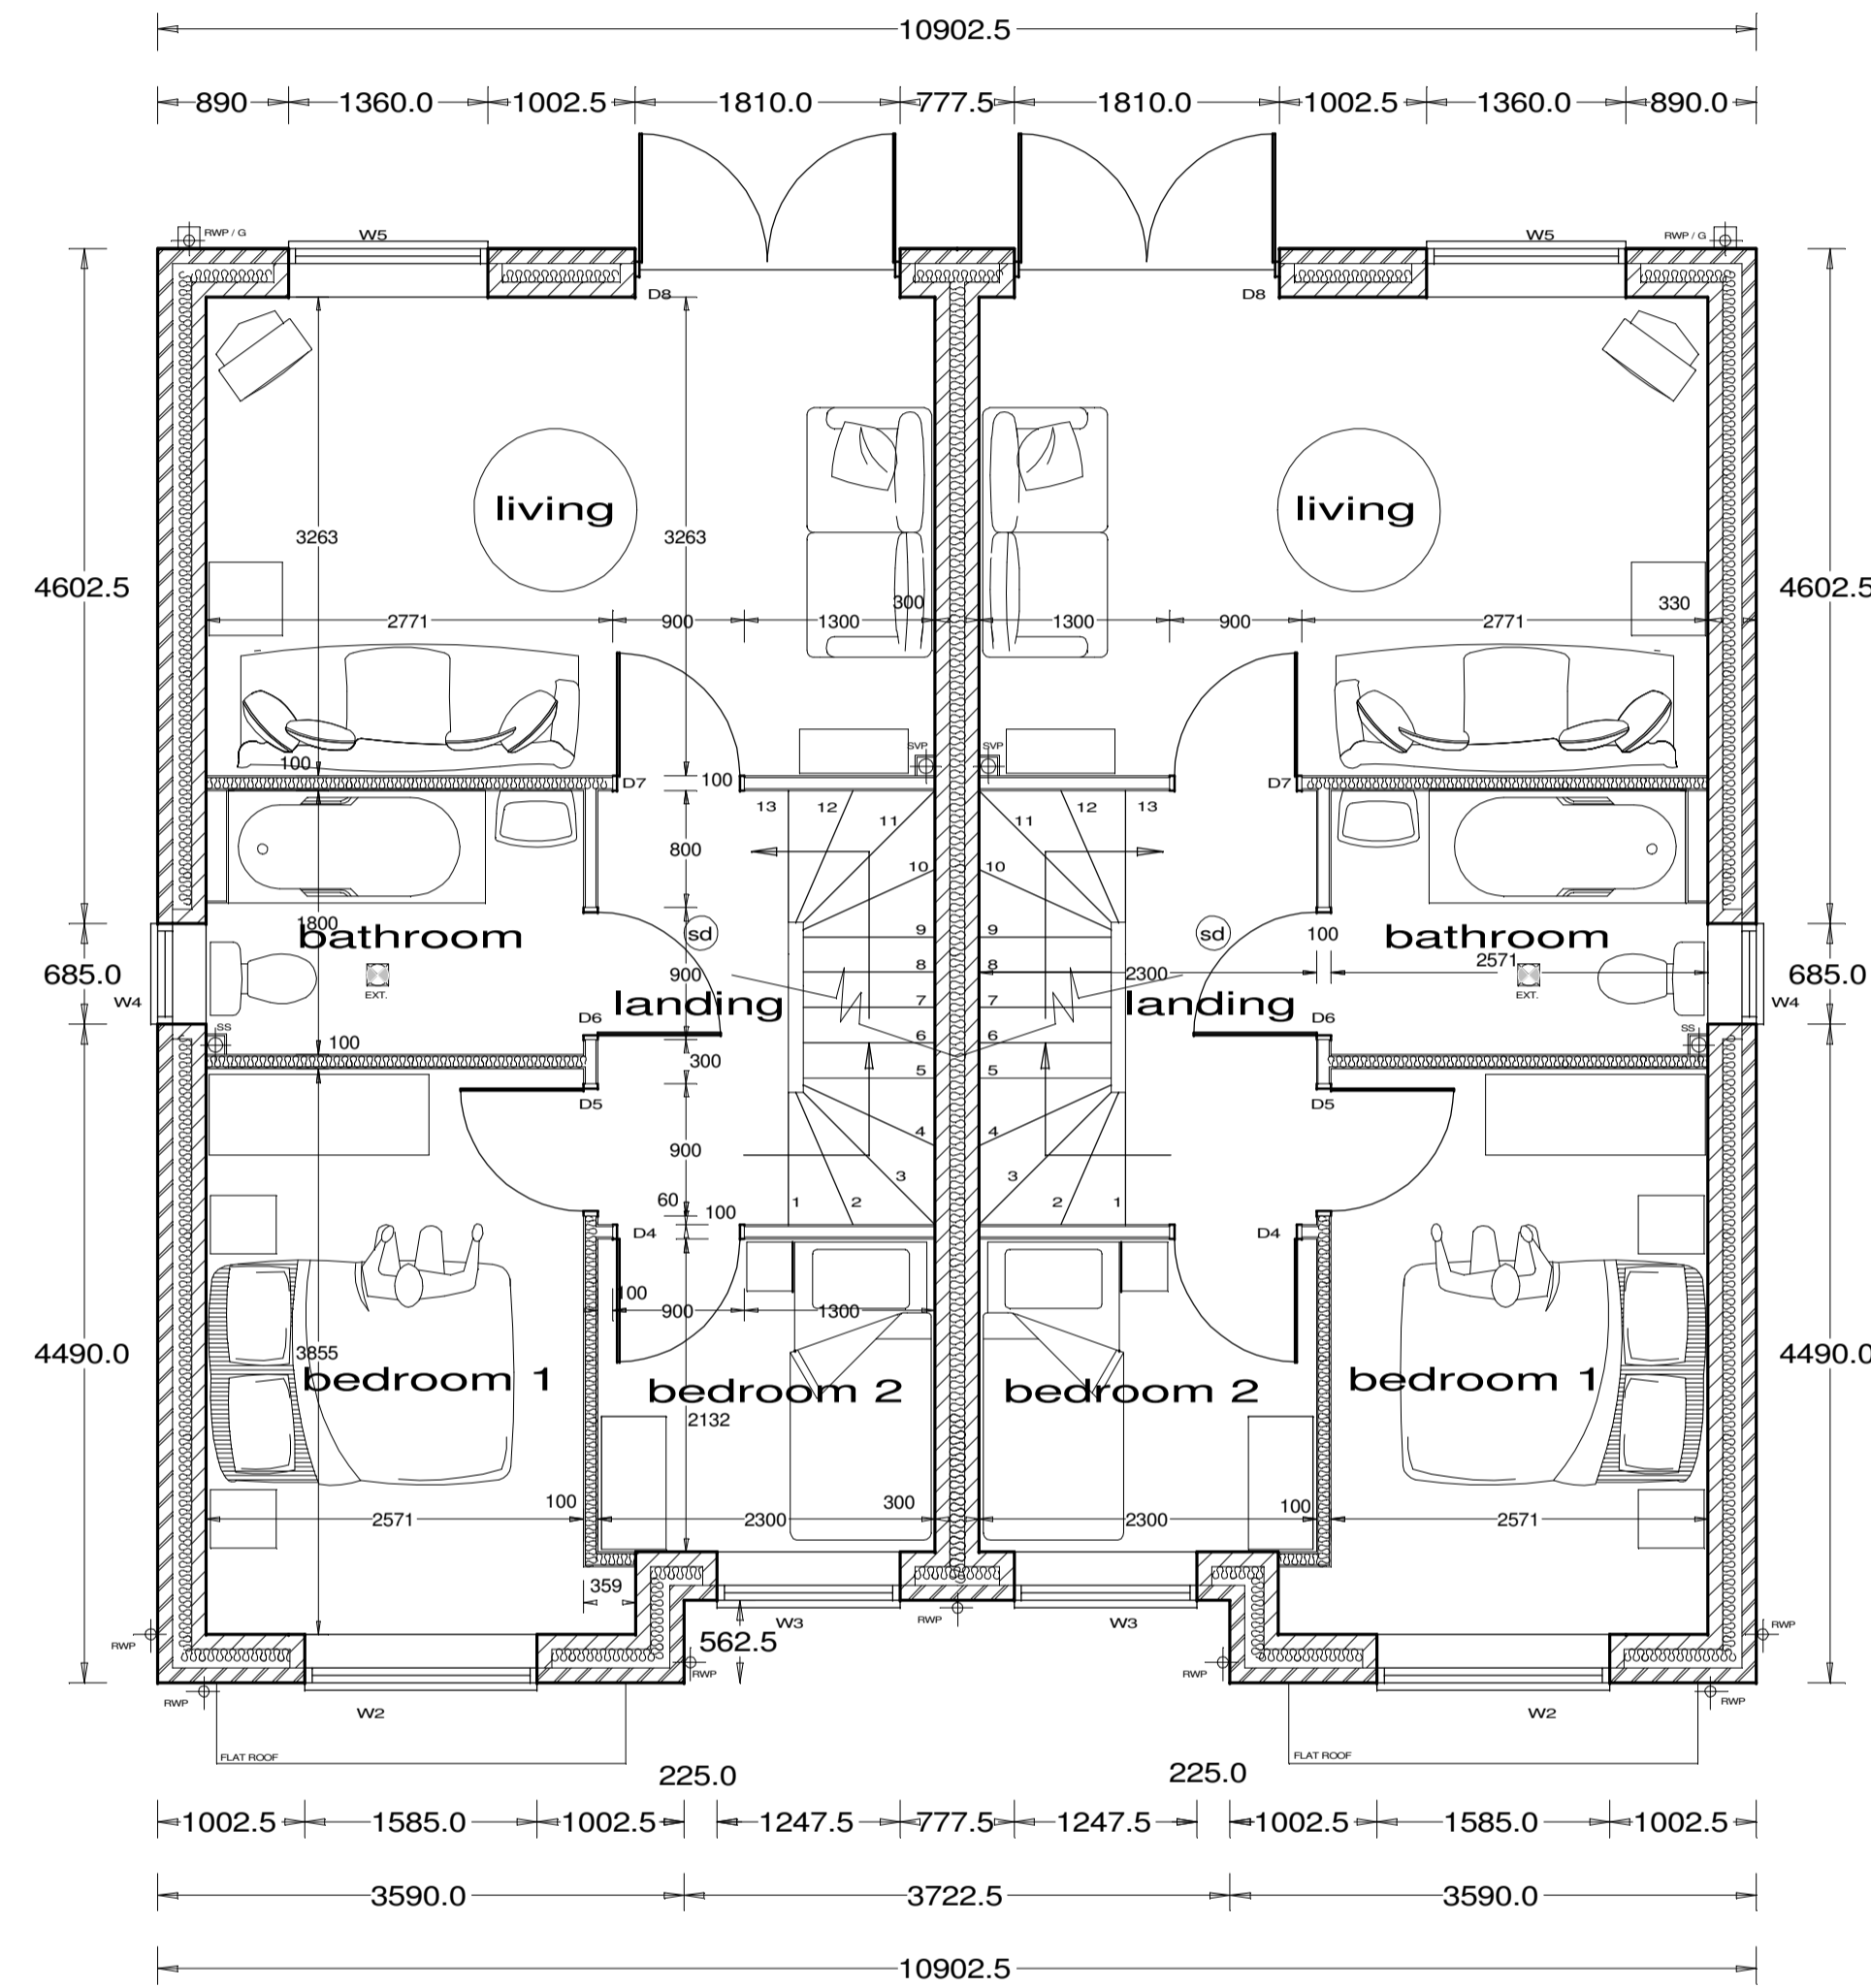 10902.5
890 1360.0 1002.5 1810.0 777.5 1810.0 1002.5 1360.0 890.0
RWP / G W5 W5 RWP / G
D8 D8
living living
3263 3263
4602.5 4602.5
300 330
2771 900 1300 1300 900 2771
SVP SVP
100 D7 100 D7
13 12 11 11 12 13
800
10 10
1800
bathroom sd 9 9 sd 100 bathroom
2571
685.0 900 8 8 2300 685.0
EXT. EXT.
W4 landing 7 7 landing W4
SS D6 6 6 D6 SS
100
300 5 5
D5 D5
4 4
900
3 3
60 100 1 2 2 1
D4 D4
100
900 1300
4490.0 3855 4490.0
bedroom 1 bedroom 2 bedroom 2 bedroom 1
2132
100 300 100
2571 2300 2300 2571
359
W3 RWP W3
RWP 562.5 RWP
RWP RWP
RWP W2 W2 RWP
FLAT ROOF FLAT ROOF
225.0 225.0
1002.5 1585.0 1002.5 1247.5 777.5 1247.5 1002.5 1585.0 1002.5
3590.0 3722.5 3590.0
10902.5